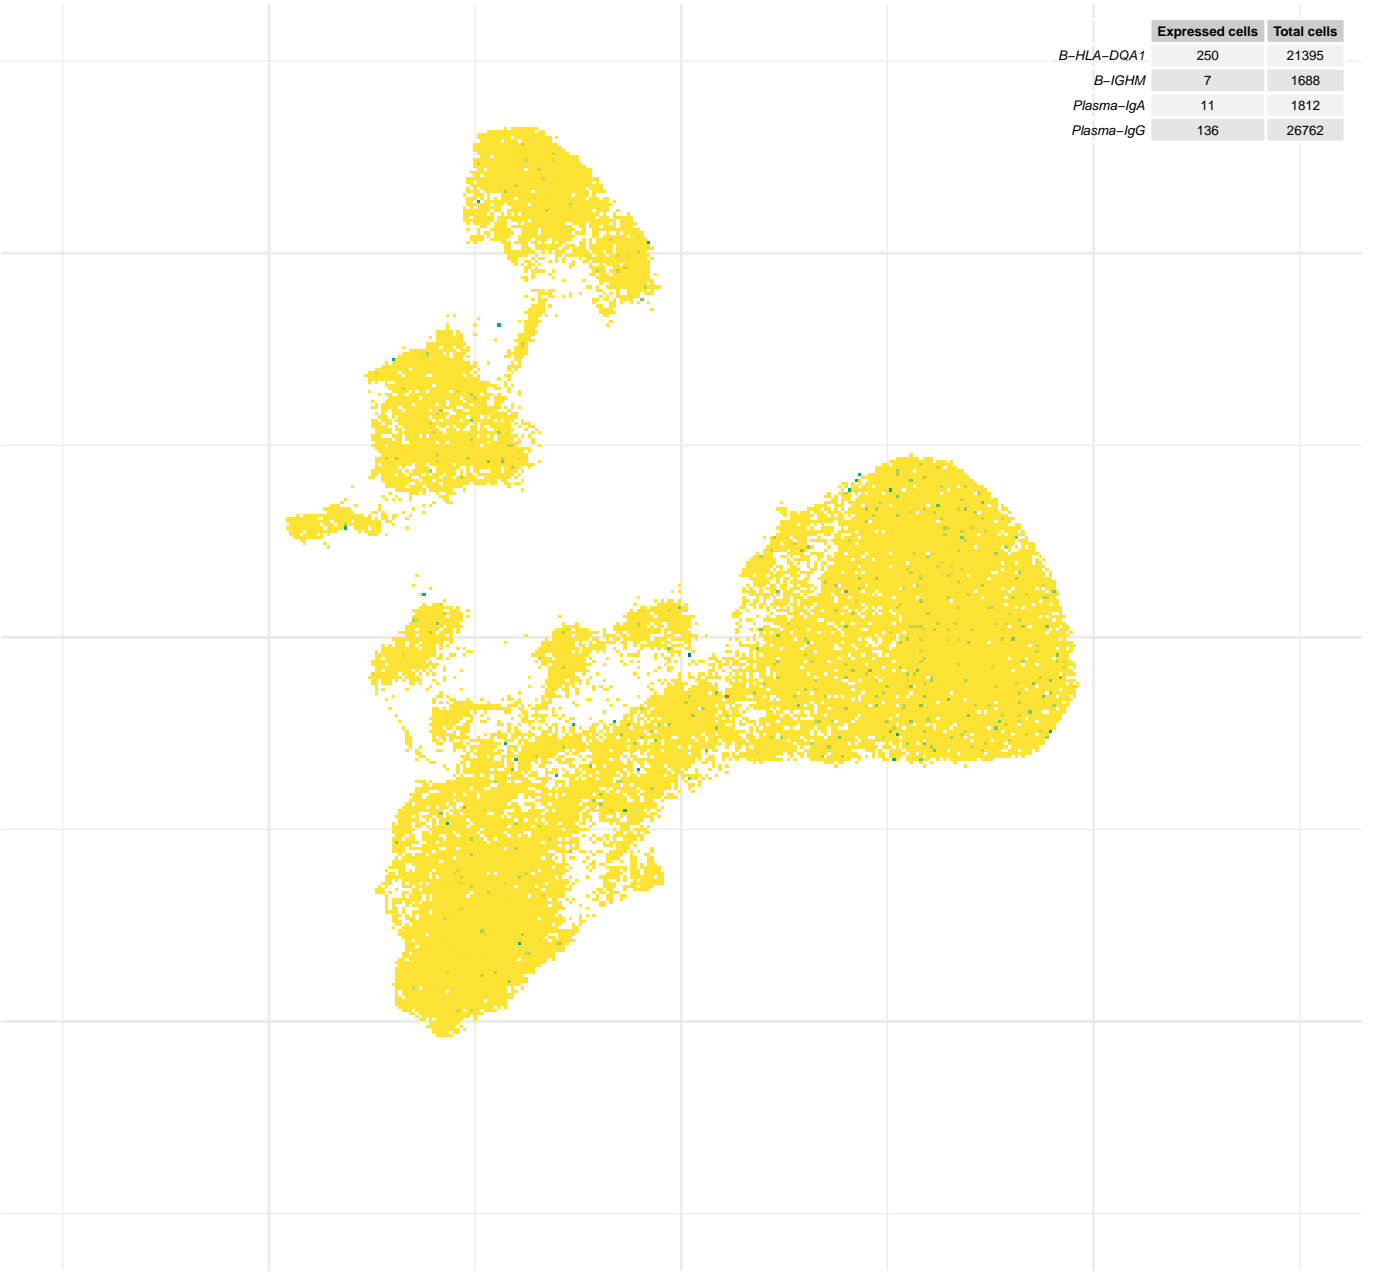 Expressed cells Total cells
B−HLA−DQA1 250 21395
B−IGHM 7 1688
Plasma−IgA 11 1812
Plasma−IgG 136 26762